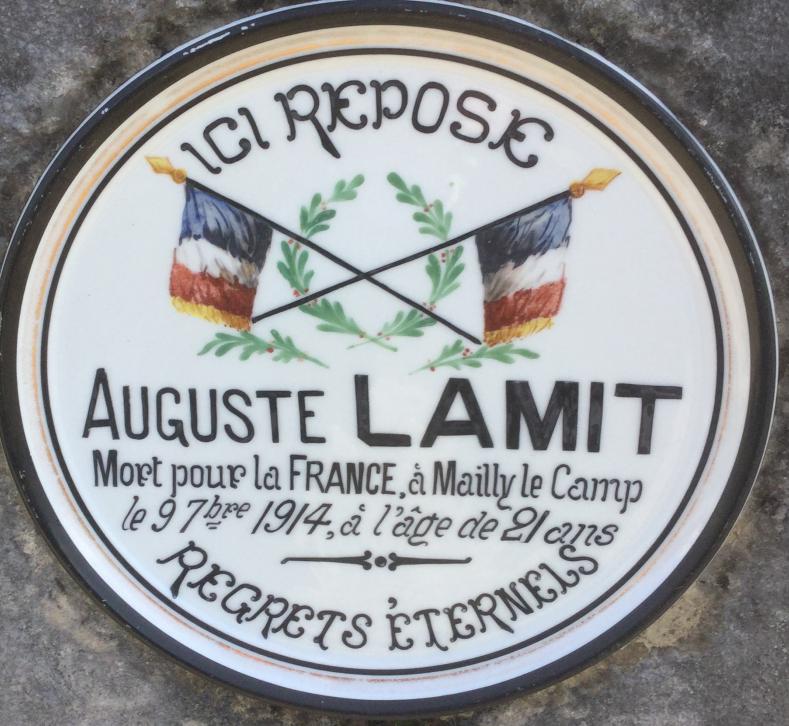 ICI REPOSE
AUGUSTE LAMIT
Mort pour la FRANCE, à Mailly le Camp
le 9 7bre 1914, à l'âge de 21 ans
REGRETS ÉTERNELS